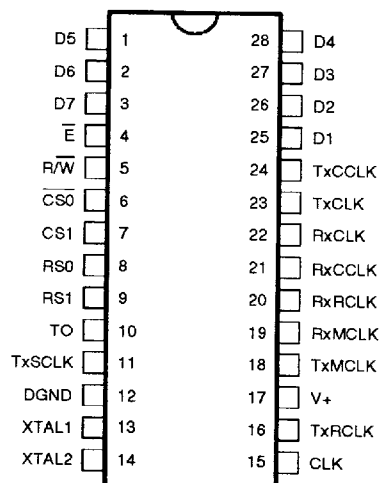 D5 1 28 D4
D6 2 27 D3
D7 3 26 D2
E̅ 4 25 D1
R/W̅ 5 24 TxCCLK
C̅S̅0̅ 6 23 TxCLK
CS1 7 22 RxCLK
RS0 8 21 RxCCLK
RS1 9 20 RxRCLK
TO 10 19 RxMCLK
TxSCLK 11 18 TxMCLK
DGND 12 17 V+
XTAL1 13 16 TxRCLK
XTAL2 14 15 CLK